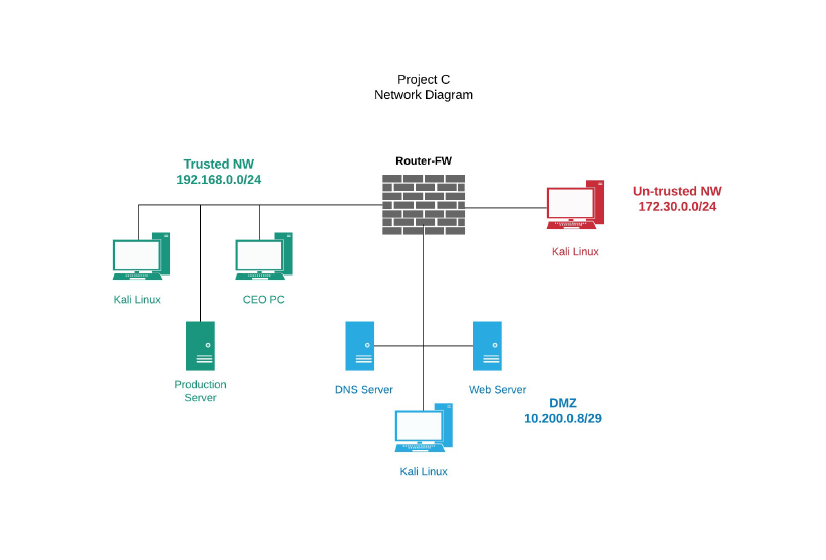 Project C
Network Diagram
Trusted NW
192.168.0.0/24
Router-FW
Un-trusted NW
172.30.0.0/24
Kali Linux
Kali Linux
CEO PC
Production
Server
DNS Server
Web Server
DMZ
10.200.0.8/29
Kali Linux